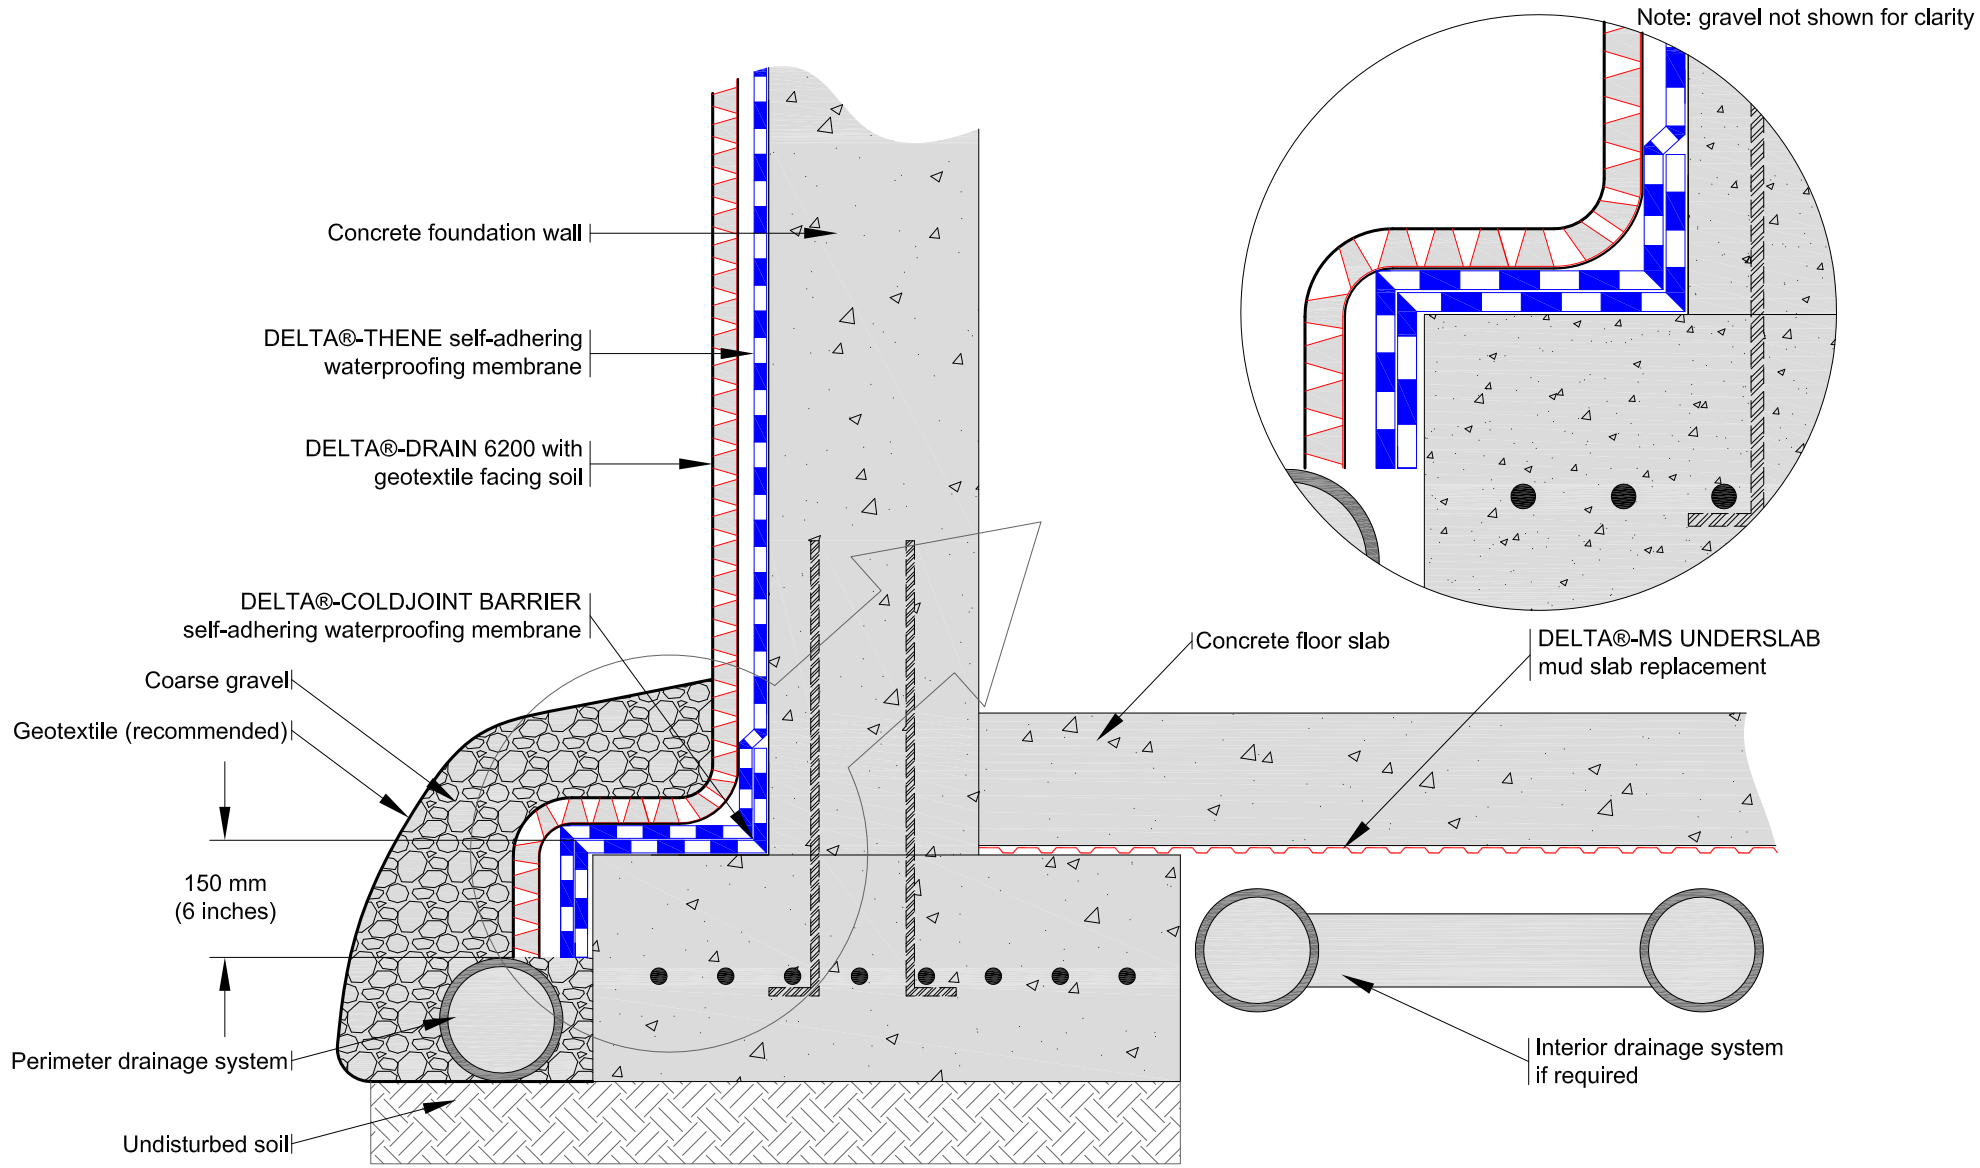 Note: gravel not shown for clarity
Concrete foundation wall
DELTA®-THENE self-adhering
waterproofing membrane
DELTA®-DRAIN 6200 with
geotextile facing soil
DELTA®-COLDJOINT BARRIER
self-adhering waterproofing membrane
Coarse gravel
Geotextile (recommended)
150 mm
(6 inches)
Perimeter drainage system
Undisturbed soil
Concrete floor slab
DELTA®-MS UNDERSLAB
mud slab replacement
Interior drainage system
if required